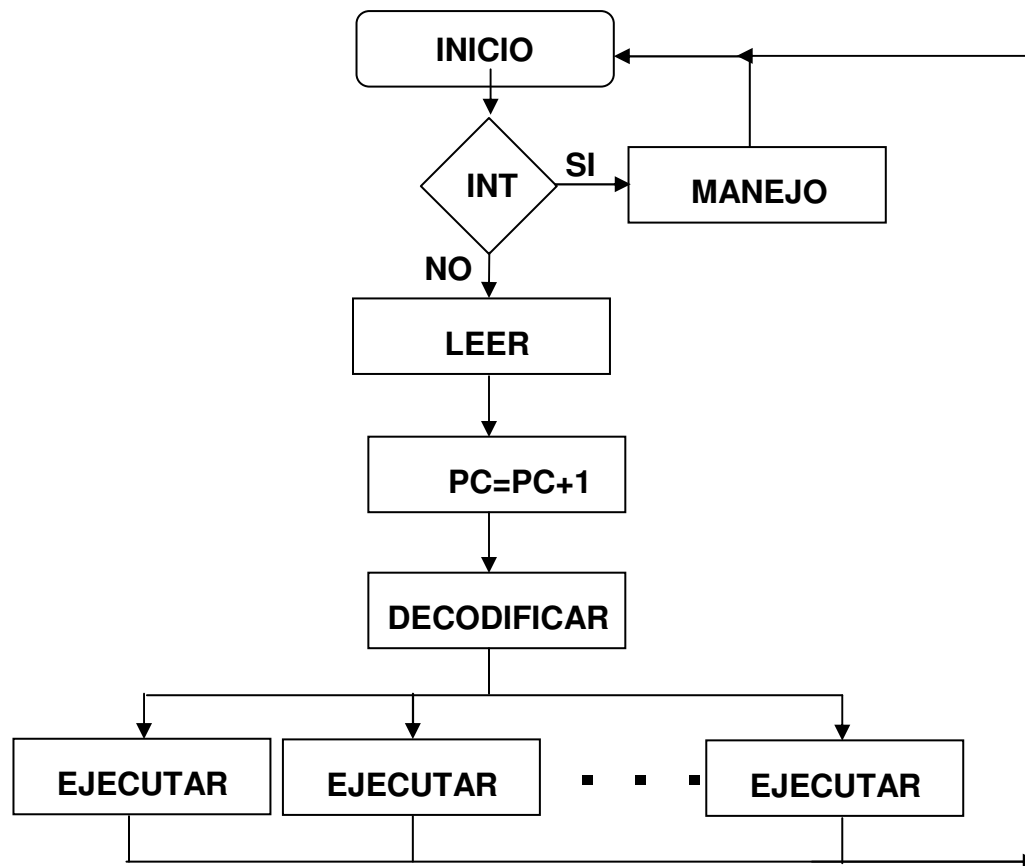 INICIO
INT
SI
MANEJO
NO
LEER
PC=PC+1
DECODIFICAR
EJECUTAR
EJECUTAR
. . .
EJECUTAR